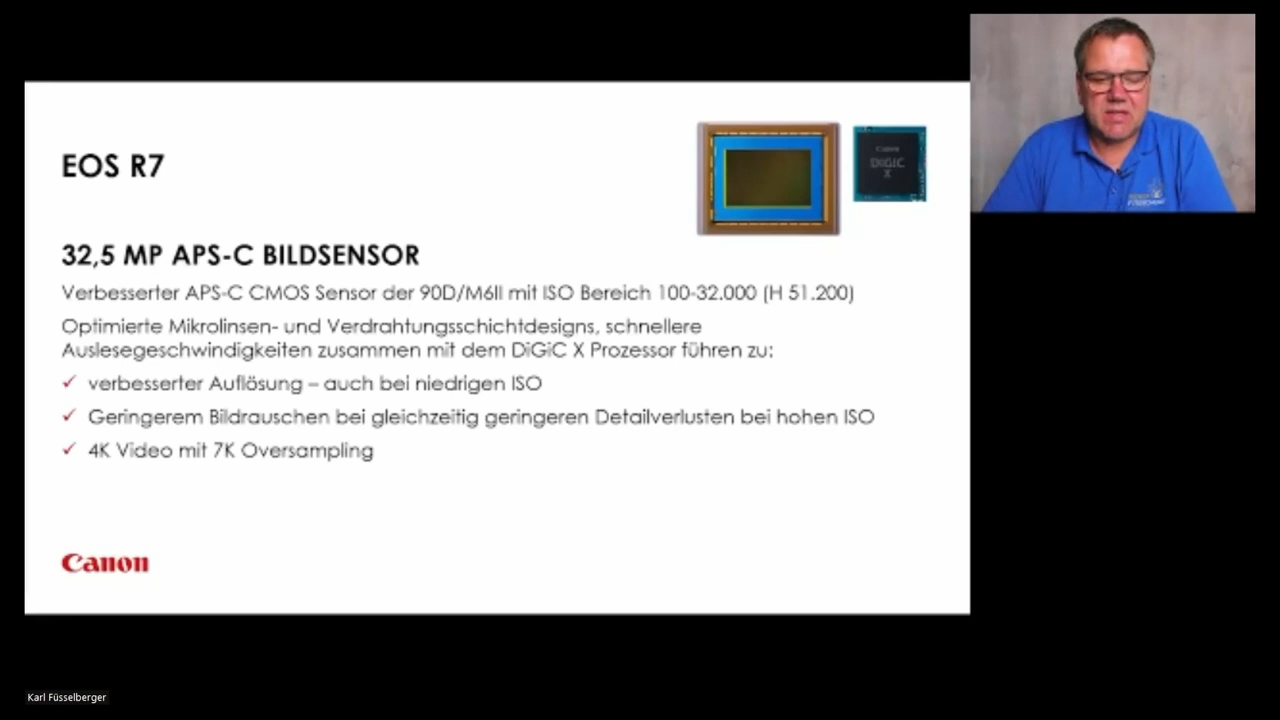 EOS R7
Canon
DIGIC
X
32,5 MP APS-C BILDSENSOR
Verbesserter APS-C CMOS Sensor der 90D/M6II mit ISO Bereich 100-32.000 (H 51.200)
Optimierte Mikrolinsen- und Verdrahtungsschichtdesigns, schnellere
Auslesegeschwindigkeiten zusammen mit dem DiGiC X Prozessor führen zu:
✓ verbesserter Auflösung – auch bei niedrigen ISO
✓ Geringerem Bildrauschen bei gleichzeitig geringeren Detailverlusten bei hohen ISO
✓ 4K Video mit 7K Oversampling
Canon
Karl Füsselberger